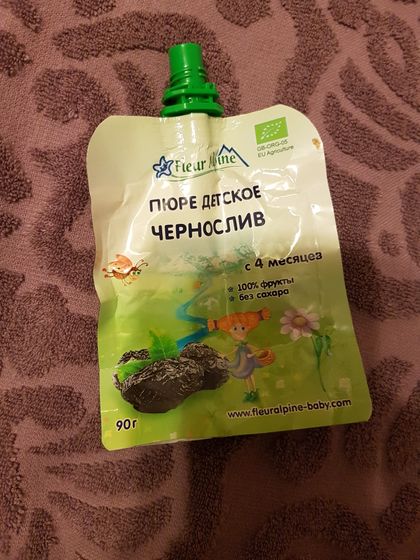 Fleur Alpine
GB-ORG-05
EU Agriculture
ПЮРЕ ДЕТСКОЕ
ЧЕРНОСЛИВ
с 4 месяцев
100% фрукты
без сахара
www.fleuralpine-baby.com
90 г